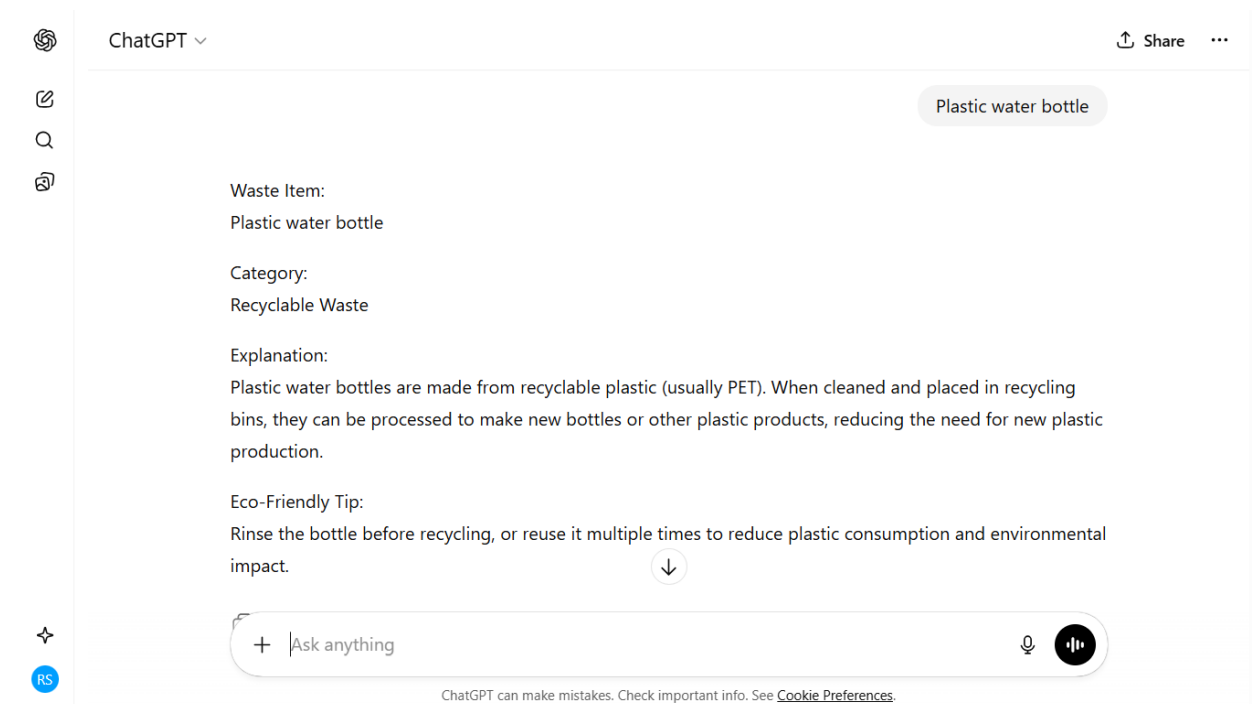 ChatGPT
Share
Plastic water bottle
Waste Item:
Plastic water bottle
Category:
Recyclable Waste
Explanation:
Plastic water bottles are made from recyclable plastic (usually PET). When cleaned and placed in recycling
bins, they can be processed to make new bottles or other plastic products, reducing the need for new plastic
production.
Eco-Friendly Tip:
Rinse the bottle before recycling, or reuse it multiple times to reduce plastic consumption and environmental
impact.
Ask anything
RS
ChatGPT can make mistakes. Check important info. See Cookie Preferences.